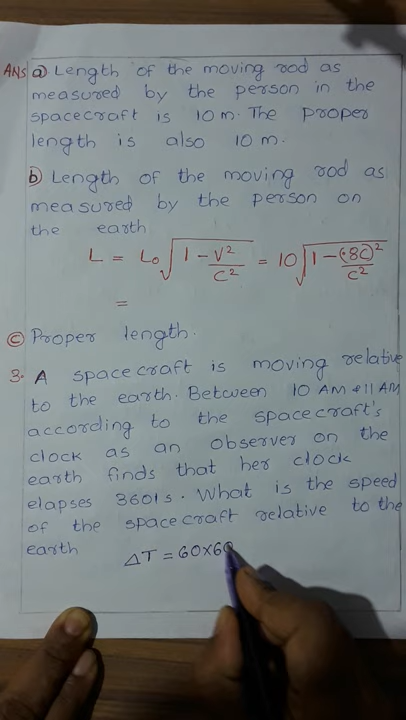 ANS a) Length of the moving rod as
measured by the person in the
spacecraft is 10 m. The proper
length is also 10 m.
b) Length of the moving rod as
measured by the person on
the earth
L = L₀ √(1 - V²/C²) = 10 √(1 - (.8C)²/C²)
=
c) Proper length.
3. A spacecraft is moving relative
to the earth. Between 10 AM & 11 AM
according to the spacecraft's
clock as an observer on the
earth finds that her clock
elapses 3601 s. What is the speed
of the spacecraft relative to the
earth
ΔT = 60×60